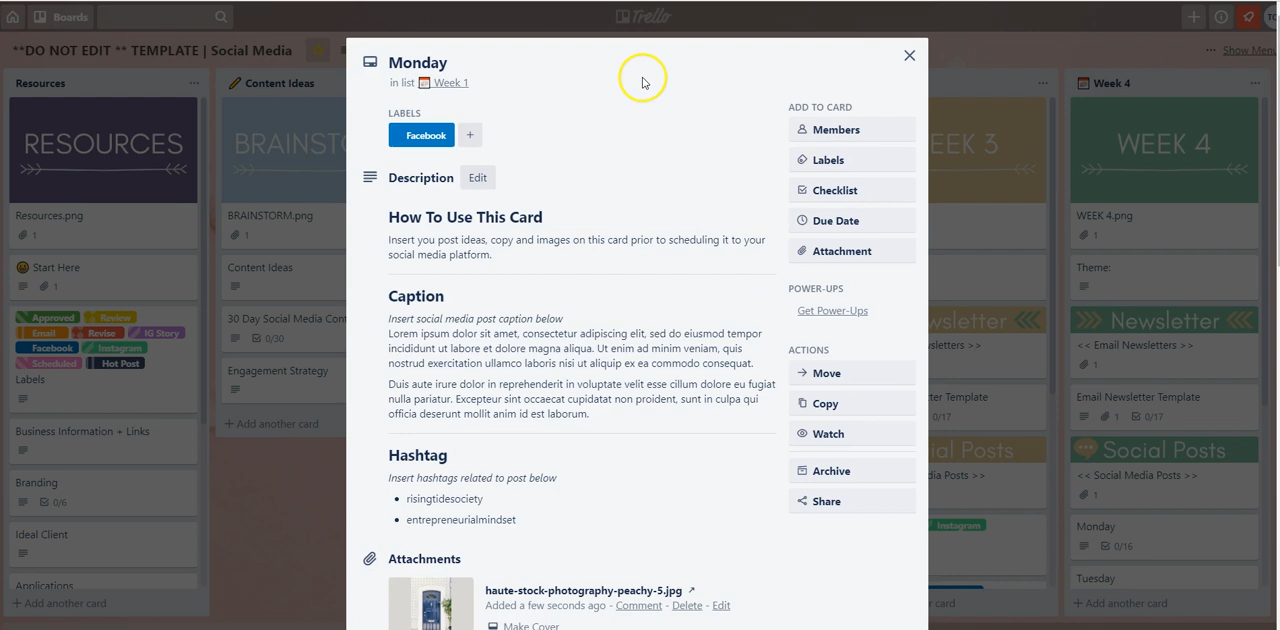 Boards
Trello
**DO NOT EDIT ** TEMPLATE | Social Media
Show Menu
Resources
RESOURCES
Resources.png
1
Start Here
1
Approved
Review
Email
Revise
IG Story
Facebook
Instagram
Scheduled
Hot Post
Labels
Business Information + Links
Branding
0/6
Ideal Client
Applications
+ Add another card
Content Ideas
BRAINSTORM.png
1
Content Ideas
30 Day Social Media Cont
0/30
Engagement Strategy
+ Add another card
Monday
in list Week 1
LABELS
Facebook
+
Description
Edit
How To Use This Card
Insert you post ideas, copy and images on this card prior to scheduling it to your
social media platform.
Caption
Insert social media post caption below
Lorem ipsum dolor sit amet, consectetur adipiscing elit, sed do eiusmod tempor
incididunt ut labore et dolore magna aliqua. Ut enim ad minim veniam, quis
nostrud exercitation ullamco laboris nisi ut aliquip ex ea commodo consequat.
Duis aute irure dolor in reprehenderit in voluptate velit esse cillum dolore eu fugiat
nulla pariatur. Excepteur sint occaecat cupidatat non proident, sunt in culpa qui
officia deserunt mollit anim id est laborum.
Hashtag
Insert hashtags related to post below
• risingtidesociety
• entrepreneurialmindset
Attachments
haute-stock-photography-peachy-5.jpg
Added a few seconds ago - Comment - Delete - Edit
Make Cover
ADD TO CARD
Members
Labels
Checklist
Due Date
Attachment
POWER-UPS
Get Power-Ups
ACTIONS
Move
Copy
Watch
Archive
Share
EEK 3
wsletter
ewsletters >>
tter Template
0/17
ial Posts
Posts >>
Instagram
card
Week 4
WEEK 4
WEEK 4.png
1
Theme:
Newsletter
<< Email Newsletters >>
1
Email Newsletter Template
1
0/17
Social Posts
<< Social Media Posts >>
1
Monday
0/16
Tuesday
+ Add another card